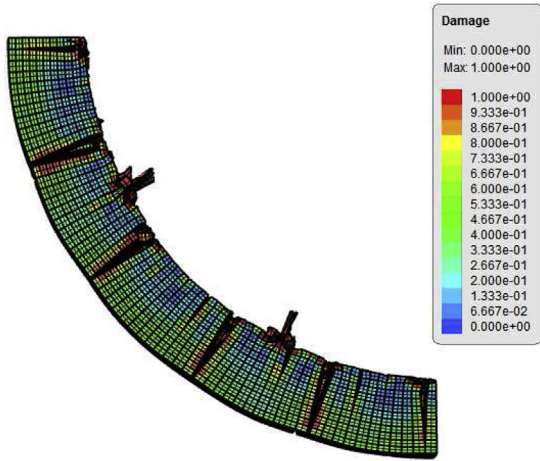 Damage
Min: 0.000e+00
Max: 1.000e+00
1.000e+00
9.333e-01
8.667e-01
8.000e-01
7.333e-01
6.667e-01
6.000e-01
5.333e-01
4.667e-01
4.000e-01
3.333e-01
2.667e-01
2.000e-01
1.333e-01
6.667e-02
0.000e+00